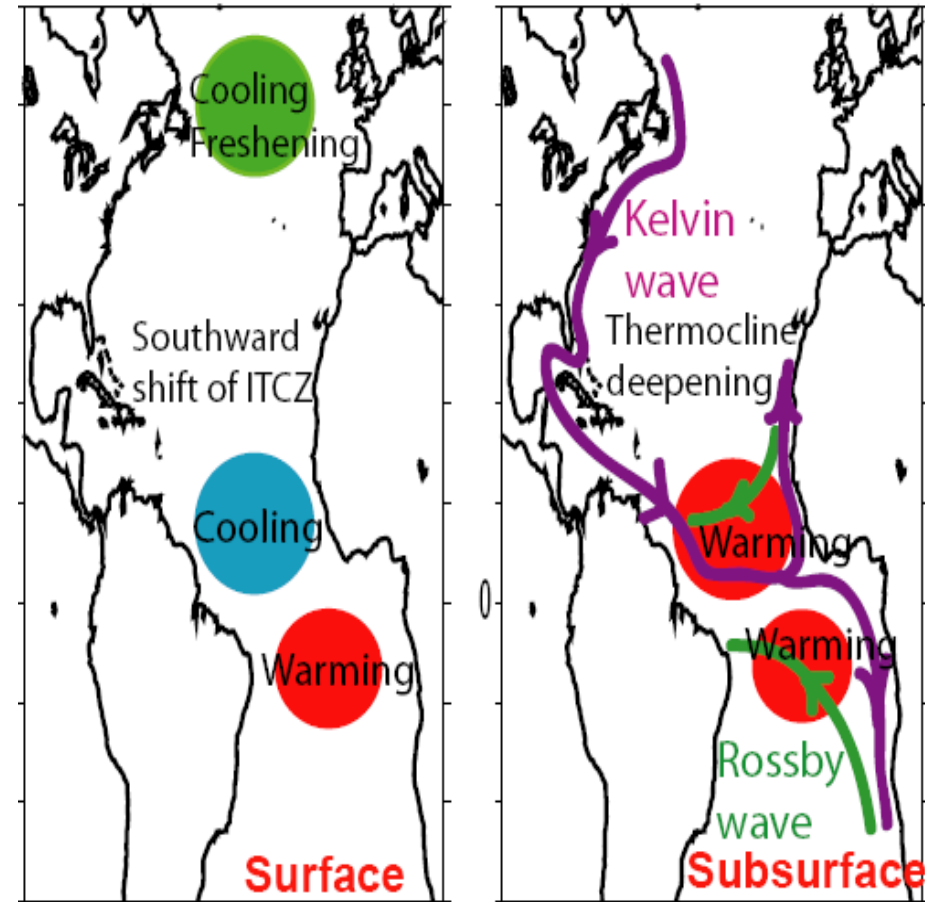 Cooling
Freshening
Southward
shift of ITCZ
Cooling
Warming
Surface
Kelvin
wave
Thermocline
deepening
Warming
0
Warming
Rossby
wave
Subsurface